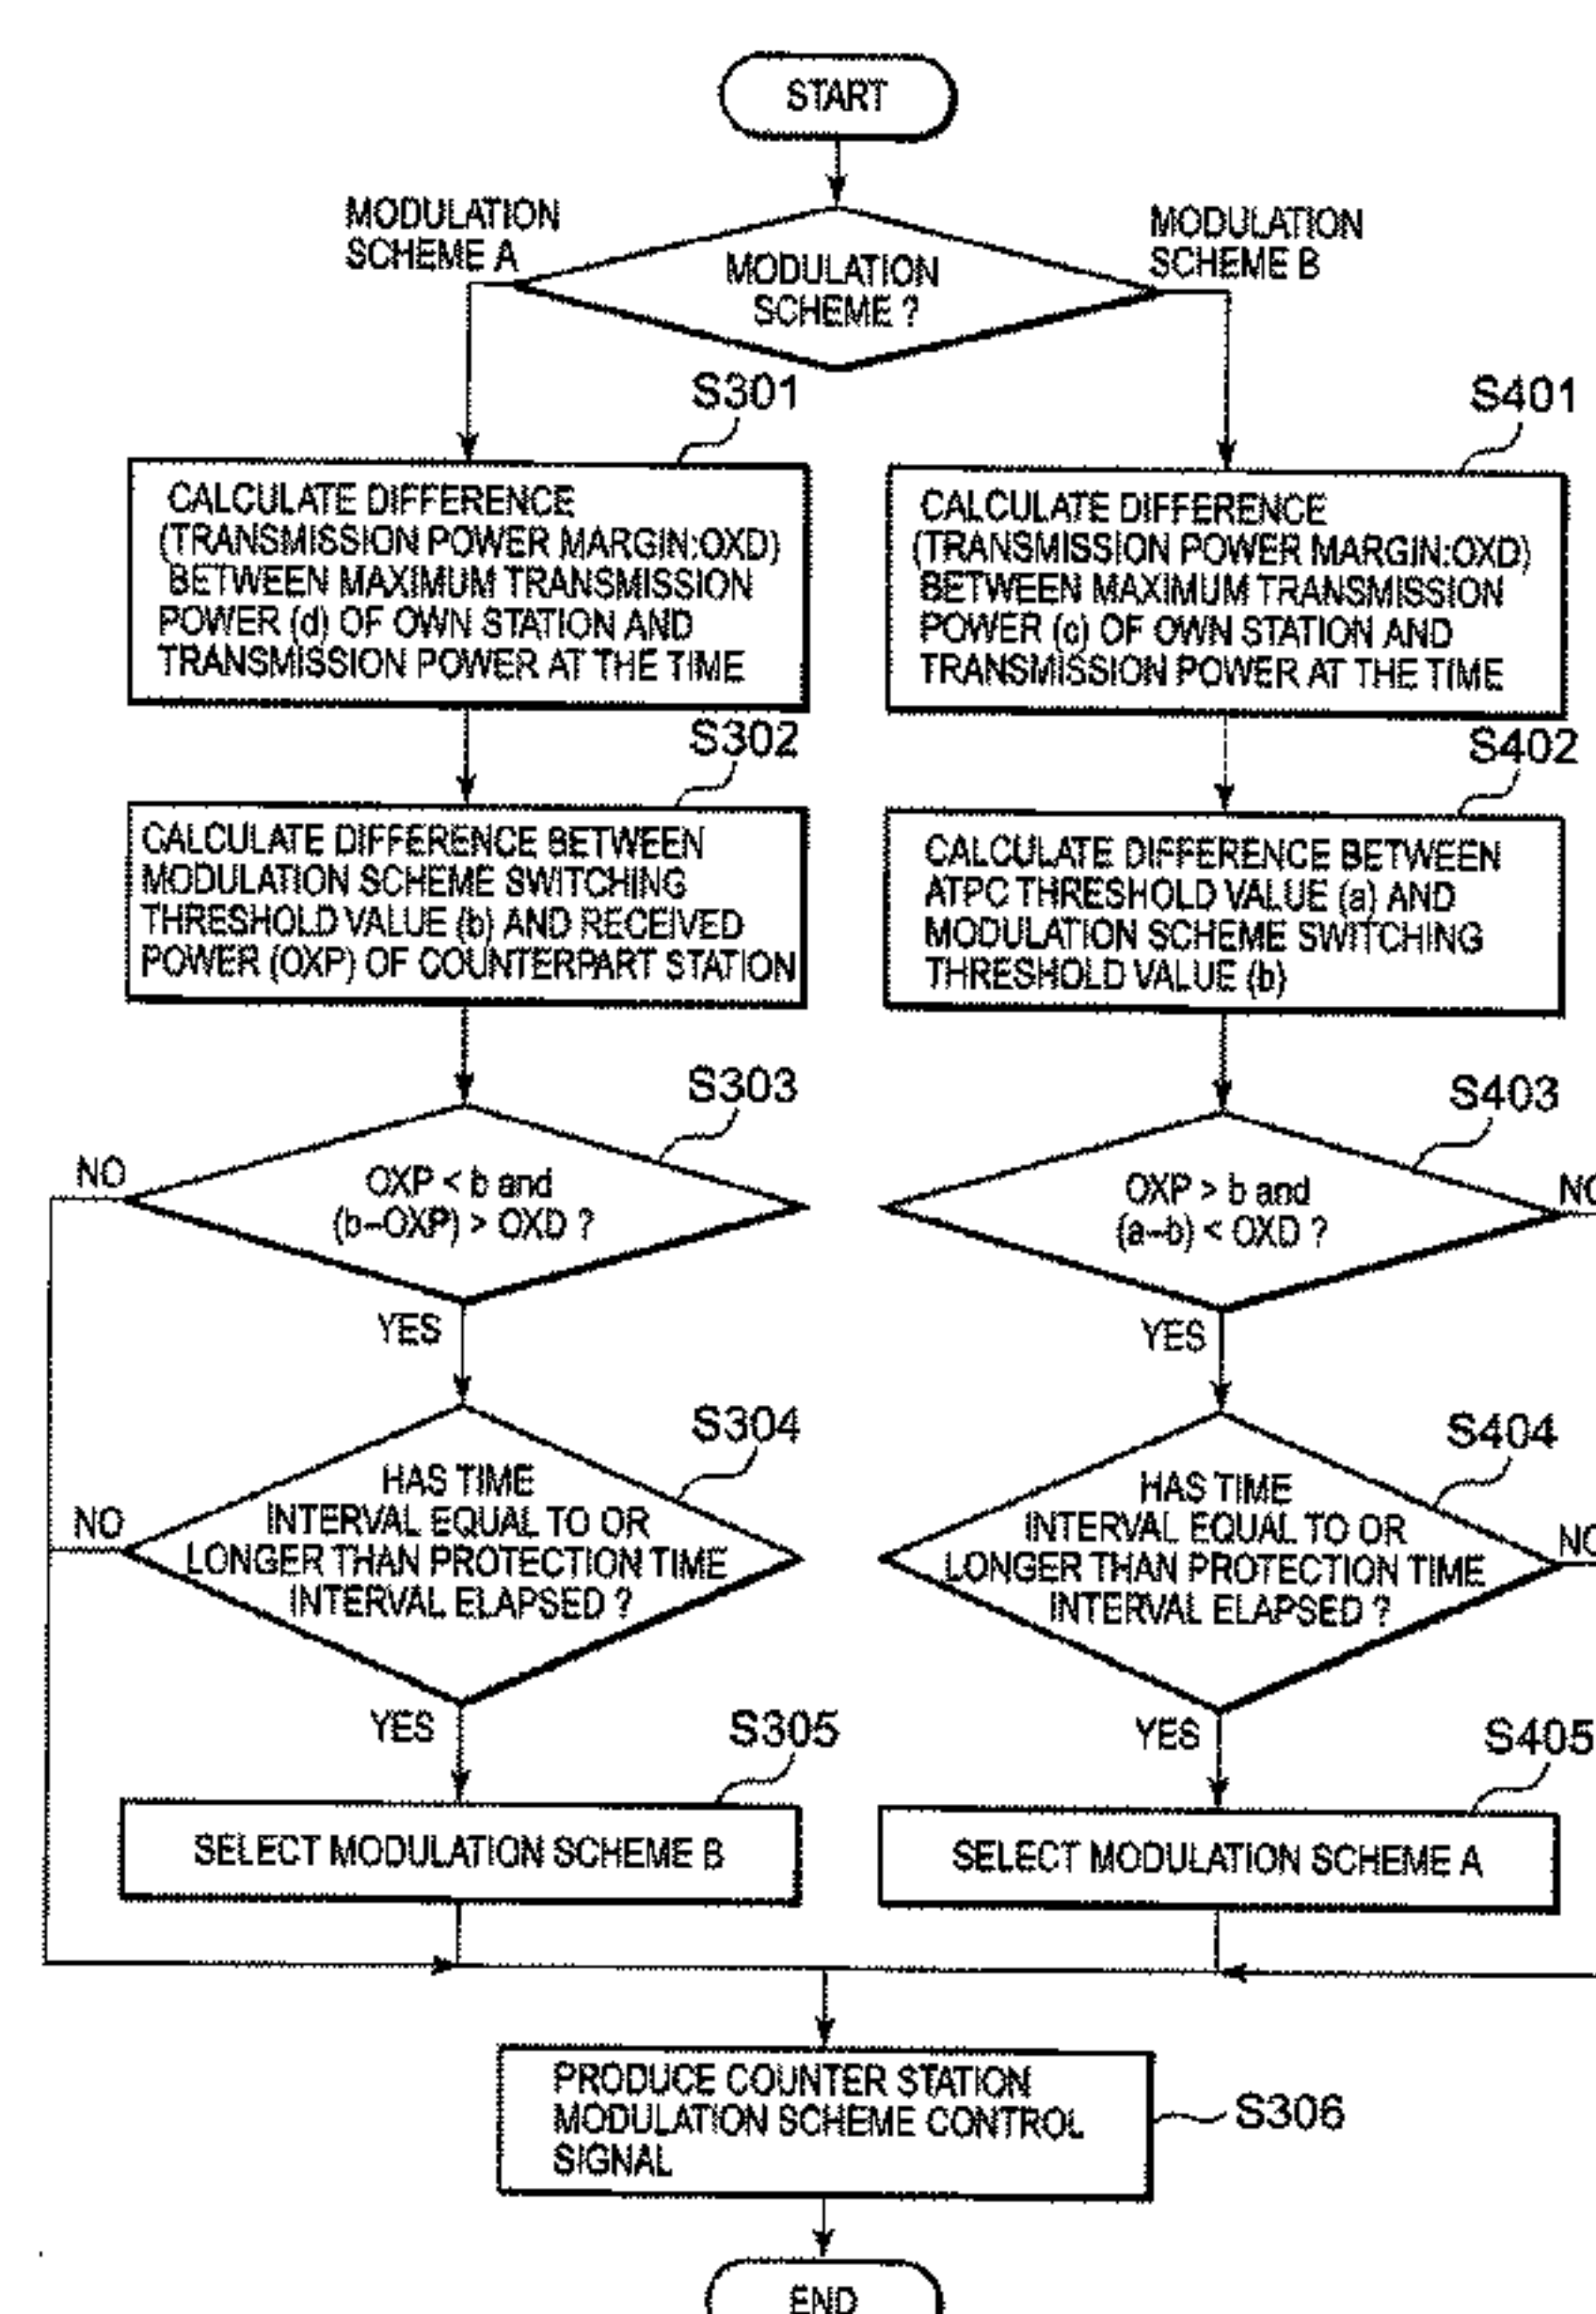 START
MODULATION
SCHEME A
MODULATION
SCHEME ?
MODULATION
SCHEME B
S301
CALCULATE DIFFERENCE
(TRANSMISSION POWER MARGIN:OXD)
BETWEEN MAXIMUM TRANSMISSION
POWER (d) OF OWN STATION AND
TRANSMISSION POWER AT THE TIME
S401
CALCULATE DIFFERENCE
(TRANSMISSION POWER MARGIN:OXD)
BETWEEN MAXIMUM TRANSMISSION
POWER (c) OF OWN STATION AND
TRANSMISSION POWER AT THE TIME
S302
CALCULATE DIFFERENCE BETWEEN
MODULATION SCHEME SWITCHING
THRESHOLD VALUE (b) AND RECEIVED
POWER (OXP) OF COUNTERPART STATION
S402
CALCULATE DIFFERENCE BETWEEN
ATPC THRESHOLD VALUE (a) AND
MODULATION SCHEME SWITCHING
THRESHOLD VALUE (b)
S303
NO
OXP < b and
(b-OXP) > OXD ?
YES
S403
OXP > b and
(a-b) < OXD ?
NO
YES
S304
NO
HAS TIME
INTERVAL EQUAL TO OR
LONGER THAN PROTECTION TIME
INTERVAL ELAPSED ?
YES
S404
HAS TIME
INTERVAL EQUAL TO OR
LONGER THAN PROTECTION TIME
INTERVAL ELAPSED ?
NO
YES
S305
SELECT MODULATION SCHEME B
S405
SELECT MODULATION SCHEME A
PRODUCE COUNTER STATION
MODULATION SCHEME CONTROL
SIGNAL
S306
END